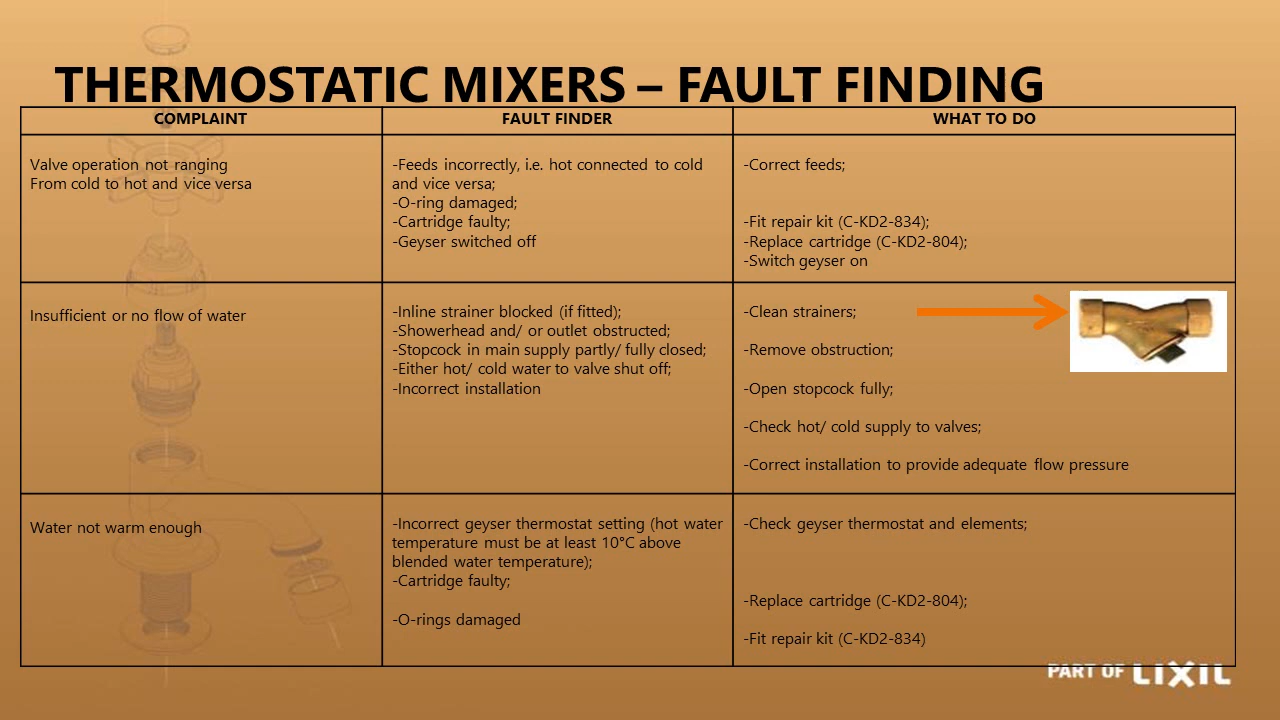 THERMOSTATIC MIXERS – FAULT FINDING
COMPLAINT
FAULT FINDER
WHAT TO DO
Valve operation not ranging
From cold to hot and vice versa
-Feeds incorrectly, i.e. hot connected to cold
and vice versa;
-O-ring damaged;
-Cartridge faulty;
-Geyser switched off
-Correct feeds;
-Fit repair kit (C-KD2-834);
-Replace cartridge (C-KD2-804);
-Switch geyser on
Insufficient or no flow of water
-Inline strainer blocked (if fitted);
-Showerhead and/ or outlet obstructed;
-Stopcock in main supply partly/ fully closed;
-Either hot/ cold water to valve shut off;
-Incorrect installation
-Clean strainers;
-Remove obstruction;
-Open stopcock fully;
-Check hot/ cold supply to valves;
-Correct installation to provide adequate flow pressure
Water not warm enough
-Incorrect geyser thermostat setting (hot water
temperature must be at least 10°C above
blended water temperature);
-Cartridge faulty;
-O-rings damaged
-Check geyser thermostat and elements;
-Replace cartridge (C-KD2-804);
-Fit repair kit (C-KD2-834)
PART OF LIXIL